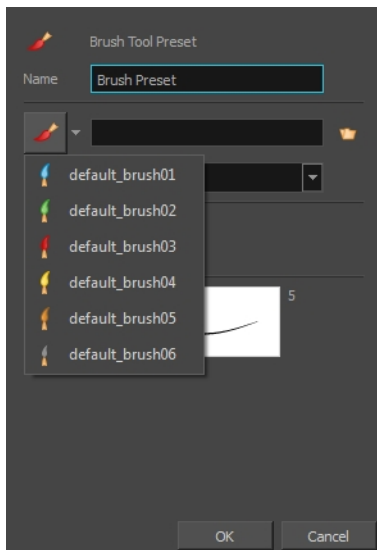 Brush Tool Preset
Name
Brush Preset
default_brush01
default_brush02
default_brush03
default_brush04
default_brush05
default_brush06
5
OK
Cancel